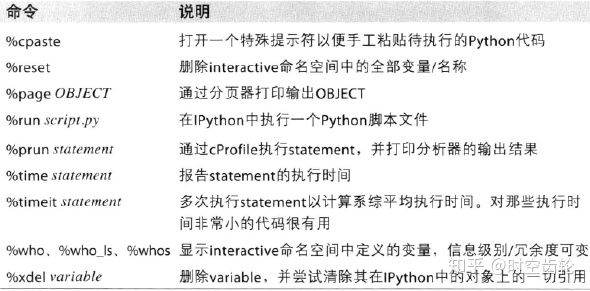 命令 说明
%cpaste 打开一个特殊提示符以便手工粘贴待执行的Python代码
%reset 删除interactive命名空间中的全部变量/名称
%page OBJECT 通过分页器打印输出OBJECT
%run script.py 在IPython中执行一个Python脚本文件
%prun statement 通过cProfile执行statement，并打印分析器的输出结果
%time statement 报告statement的执行时间
%timeit statement 多次执行statement以计算系综平均执行时间。对那些执行时
间非常小的代码很有用
%who、%who_ls、%whos 显示interactive命名空间中定义的变量，信息级别/冗余度可变
%xdel variable 删除variable，并尝试清除其在IPython中的对象上的一切引用
知乎 @时空齿轮